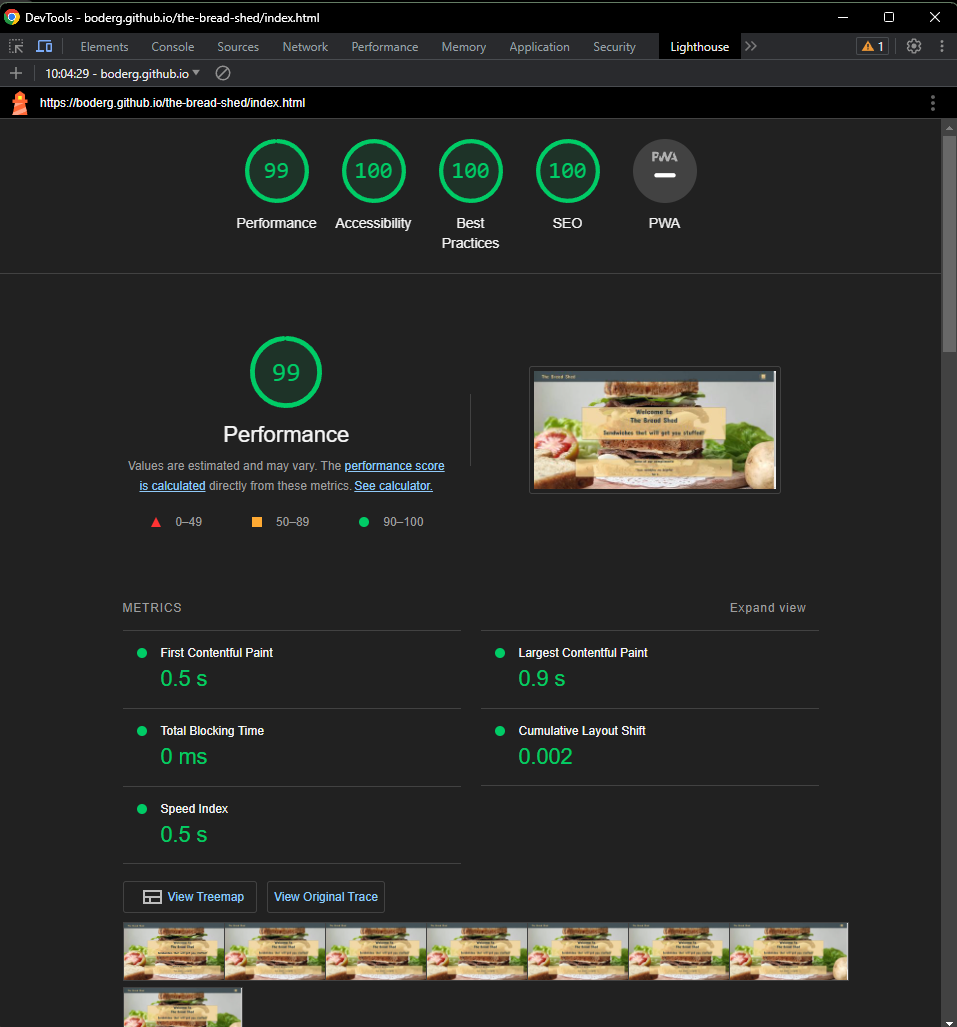 DevTools - boderg.github.io/the-bread-shed/index.html
Elements Console Sources Network Performance Memory Application Security Lighthouse 1
10:04:29 - boderg.github.io
https://boderg.github.io/the-bread-shed/index.html
99 100 100 100 PWA
Performance Accessibility Best Practices SEO PWA
99
Performance
The Bread Shed
Welcome to
The Bread Shed
Sandwiches that will get you stuffed!
Values are estimated and may vary. The performance score
is calculated directly from these metrics. See calculator.
0–49 50–89 90–100
METRICS Expand view
First Contentful Paint
0.5 s
Largest Contentful Paint
0.9 s
Total Blocking Time
0 ms
Cumulative Layout Shift
0.002
Speed Index
0.5 s
View Treemap View Original Trace